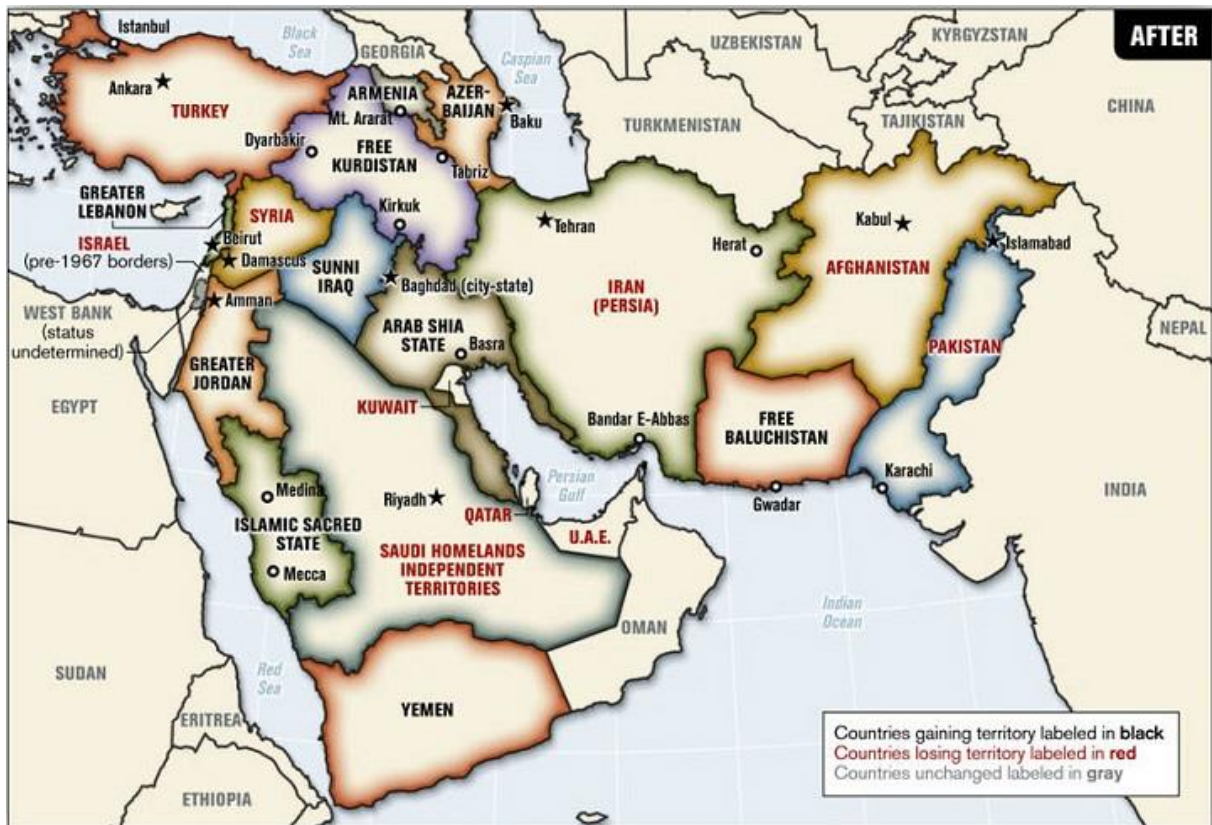 AFTER
Istanbul
Black
Sea
GEORGIA
Caspian
Sea
UZBEKISTAN
KYRGYZSTAN
Ankara
TURKEY
ARMENIA
Mt. Ararat
AZER-
BAIJAN
Baku
TURKMENISTAN
TAJIKISTAN
CHINA
Dyarbakir
FREE
KURDISTAN
Tabriz
GREATER
LEBANON
SYRIA
Kirkuk
Tehran
Herat
Kabul
Islamabad
ISRAEL
(pre-1967 borders)
Beirut
Damascus
SUNNI
IRAQ
Baghdad (city-state)
IRAN
(PERSIA)
AFGHANISTAN
WEST BANK
(status
undetermined)
Amman
ARAB SHIA
STATE
Basra
PAKISTAN
NEPAL
GREATER
JORDAN
EGYPT
KUWAIT
Bandar E-Abbas
FREE
BALUCHISTAN
Medina
Riyadh
Persian
Gulf
Gwadar
Karachi
INDIA
ISLAMIC SACRED
STATE
QATAR
U.A.E.
Mecca
SAUDI HOMELANDS
INDEPENDENT
TERRITORIES
OMAN
Indian
Ocean
SUDAN
Red
Sea
YEMEN
ERITREA
ETHIOPIA
Countries gaining territory labeled in black
Countries losing territory labeled in red
Countries unchanged labeled in gray